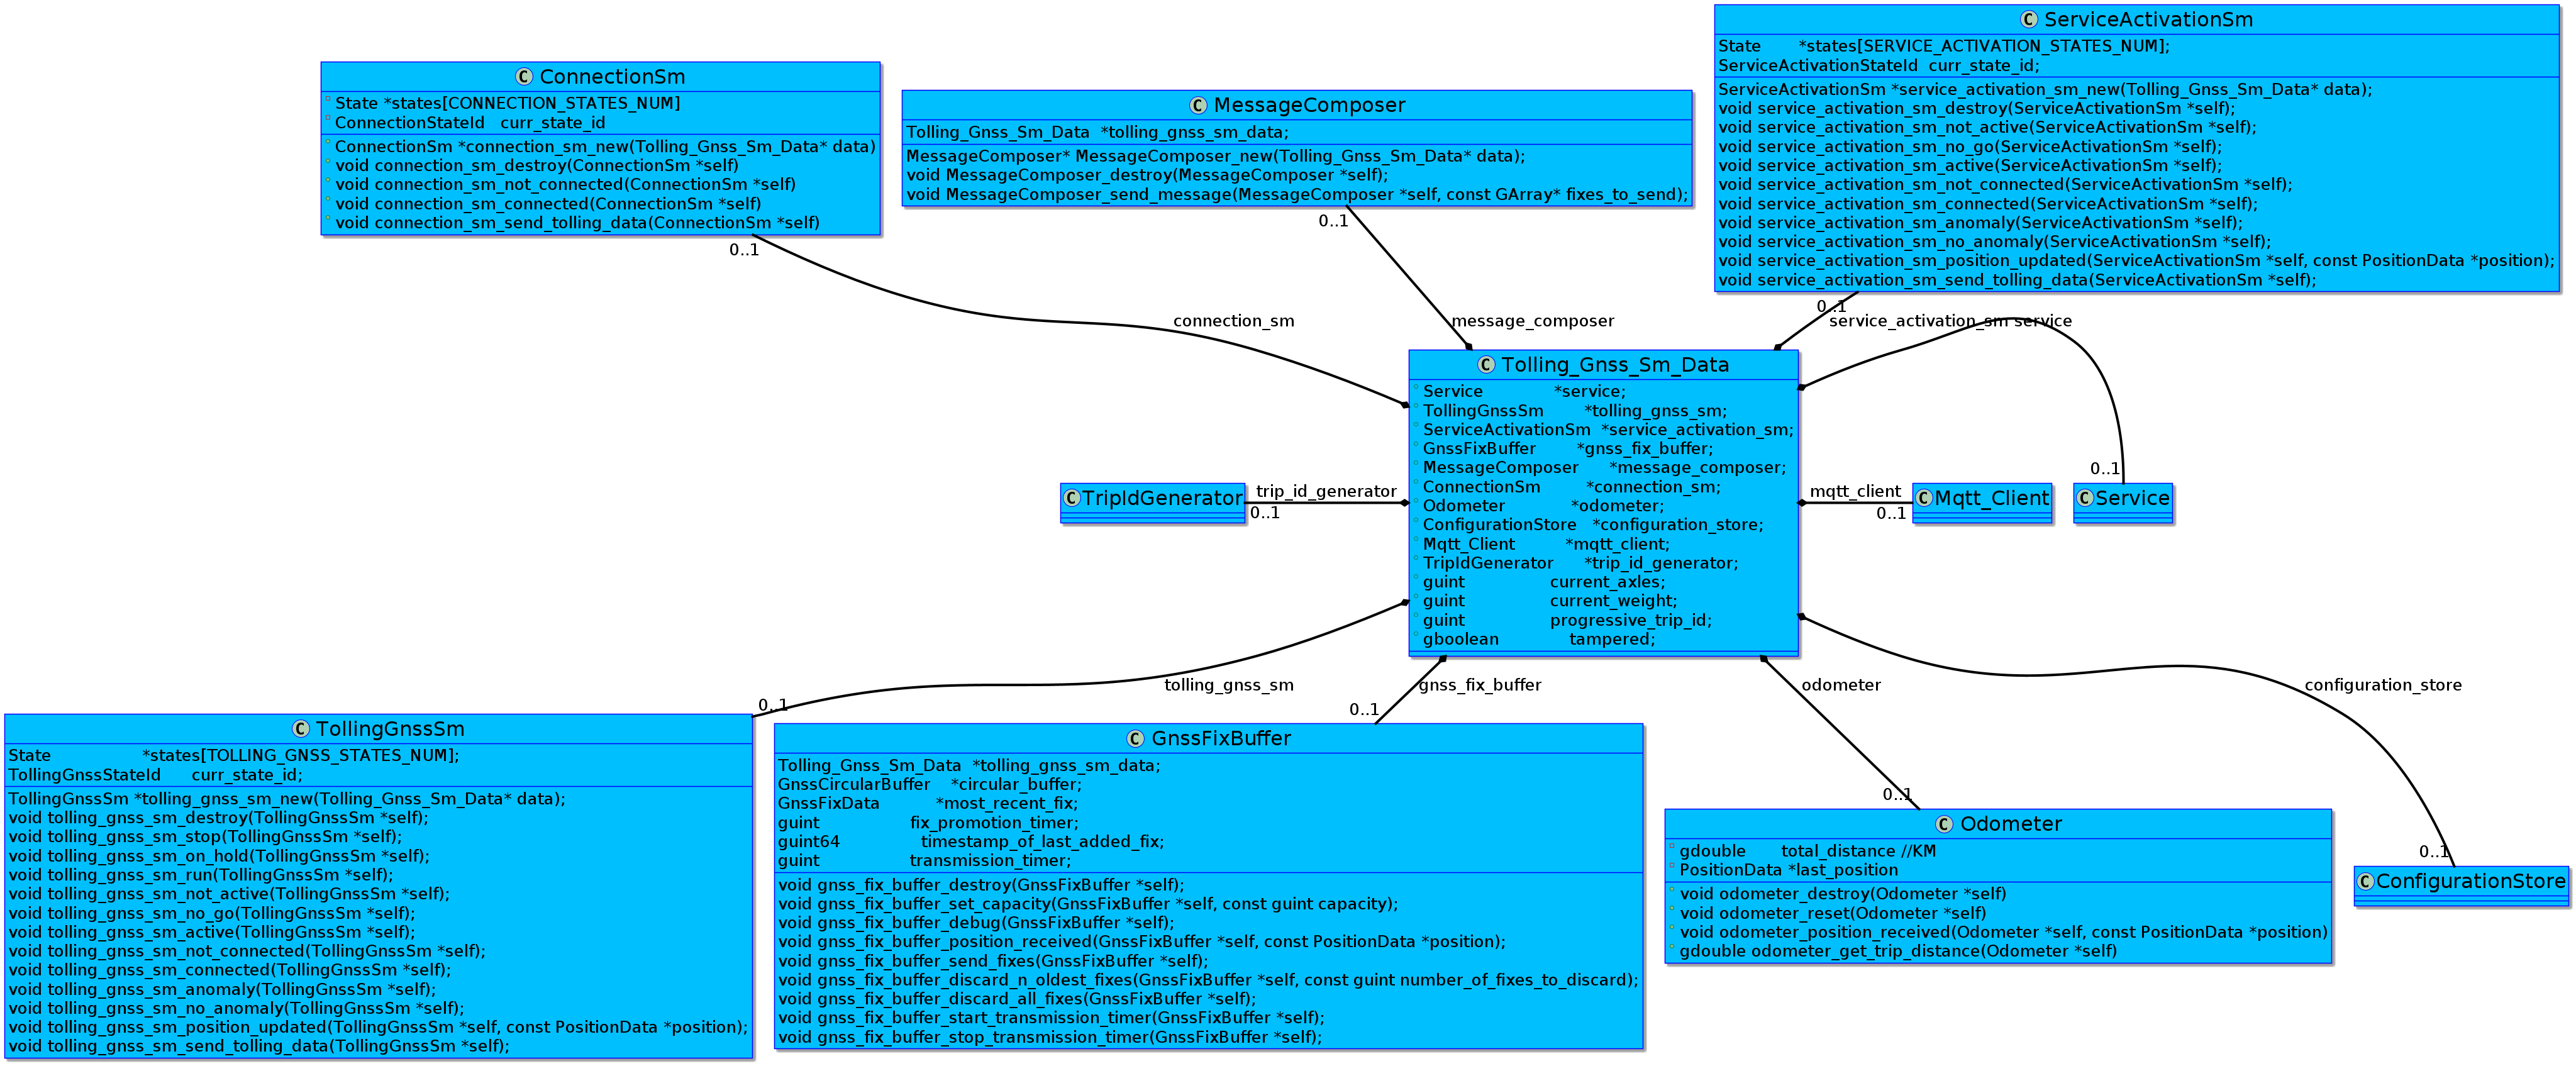 C ServiceActivationSm
State *states[SERVICE_ACTIVATION_STATES_NUM];
ServiceActivationStateId curr_state_id;
ServiceActivationSm *service_activation_sm_new(Tolling_Gnss_Sm_Data* data);
void service_activation_sm_destroy(ServiceActivationSm *self);
void service_activation_sm_not_active(ServiceActivationSm *self);
void service_activation_sm_no_go(ServiceActivationSm *self);
void service_activation_sm_active(ServiceActivationSm *self);
void service_activation_sm_not_connected(ServiceActivationSm *self);
void service_activation_sm_connected(ServiceActivationSm *self);
void service_activation_sm_anomaly(ServiceActivationSm *self);
void service_activation_sm_no_anomaly(ServiceActivationSm *self);
void service_activation_sm_position_updated(ServiceActivationSm *self, const PositionData *position);
void service_activation_sm_send_tolling_data(ServiceActivationSm *self);
C ConnectionSm
State *states[CONNECTION_STATES_NUM]
ConnectionStateId curr_state_id
ConnectionSm *connection_sm_new(Tolling_Gnss_Sm_Data* data)
void connection_sm_destroy(ConnectionSm *self)
void connection_sm_not_connected(ConnectionSm *self)
void connection_sm_connected(ConnectionSm *self)
void connection_sm_send_tolling_data(ConnectionSm *self)
C MessageComposer
Tolling_Gnss_Sm_Data *tolling_gnss_sm_data;
MessageComposer* MessageComposer_new(Tolling_Gnss_Sm_Data* data);
void MessageComposer_destroy(MessageComposer *self);
void MessageComposer_send_message(MessageComposer *self, const GArray* fixes_to_send);
0..1
0..1
0..1
connection_sm
message_composer
service_activation_sm
service
C Tolling_Gnss_Sm_Data
Service *service;
TollingGnssSm *tolling_gnss_sm;
ServiceActivationSm *service_activation_sm;
GnssFixBuffer *gnss_fix_buffer;
MessageComposer *message_composer;
ConnectionSm *connection_sm;
Odometer *odometer;
ConfigurationStore *configuration_store;
Mqtt_Client *mqtt_client;
TripIdGenerator *trip_id_generator;
guint current_axles;
guint current_weight;
guint progressive_trip_id;
gboolean tampered;
C TripIdGenerator
trip_id_generator
0..1
mqtt_client
0..1
C Mqtt_Client
0..1
C Service
tolling_gnss_sm
0..1
gnss_fix_buffer
0..1
odometer
0..1
configuration_store
0..1
C TollingGnssSm
State *states[TOLLING_GNSS_STATES_NUM];
TollingGnssStateId curr_state_id;
TollingGnssSm *tolling_gnss_sm_new(Tolling_Gnss_Sm_Data* data);
void tolling_gnss_sm_destroy(TollingGnssSm *self);
void tolling_gnss_sm_stop(TollingGnssSm *self);
void tolling_gnss_sm_on_hold(TollingGnssSm *self);
void tolling_gnss_sm_run(TollingGnssSm *self);
void tolling_gnss_sm_not_active(TollingGnssSm *self);
void tolling_gnss_sm_no_go(TollingGnssSm *self);
void tolling_gnss_sm_active(TollingGnssSm *self);
void tolling_gnss_sm_not_connected(TollingGnssSm *self);
void tolling_gnss_sm_connected(TollingGnssSm *self);
void tolling_gnss_sm_anomaly(TollingGnssSm *self);
void tolling_gnss_sm_no_anomaly(TollingGnssSm *self);
void tolling_gnss_sm_position_updated(TollingGnssSm *self, const PositionData *position);
void tolling_gnss_sm_send_tolling_data(TollingGnssSm *self);
C GnssFixBuffer
Tolling_Gnss_Sm_Data *tolling_gnss_sm_data;
GnssCircularBuffer *circular_buffer;
GnssFixData *most_recent_fix;
guint fix_promotion_timer;
guint64 timestamp_of_last_added_fix;
guint transmission_timer;
void gnss_fix_buffer_destroy(GnssFixBuffer *self);
void gnss_fix_buffer_set_capacity(GnssFixBuffer *self, const guint capacity);
void gnss_fix_buffer_debug(GnssFixBuffer *self);
void gnss_fix_buffer_position_received(GnssFixBuffer *self, const PositionData *position);
void gnss_fix_buffer_send_fixes(GnssFixBuffer *self);
void gnss_fix_buffer_discard_n_oldest_fixes(GnssFixBuffer *self, const guint number_of_fixes_to_discard);
void gnss_fix_buffer_discard_all_fixes(GnssFixBuffer *self);
void gnss_fix_buffer_start_transmission_timer(GnssFixBuffer *self);
void gnss_fix_buffer_stop_transmission_timer(GnssFixBuffer *self);
C Odometer
gdouble total_distance //KM
PositionData *last_position
void odometer_destroy(Odometer *self)
void odometer_reset(Odometer *self)
void odometer_position_received(Odometer *self, const PositionData *position)
gdouble odometer_get_trip_distance(Odometer *self)
C ConfigurationStore